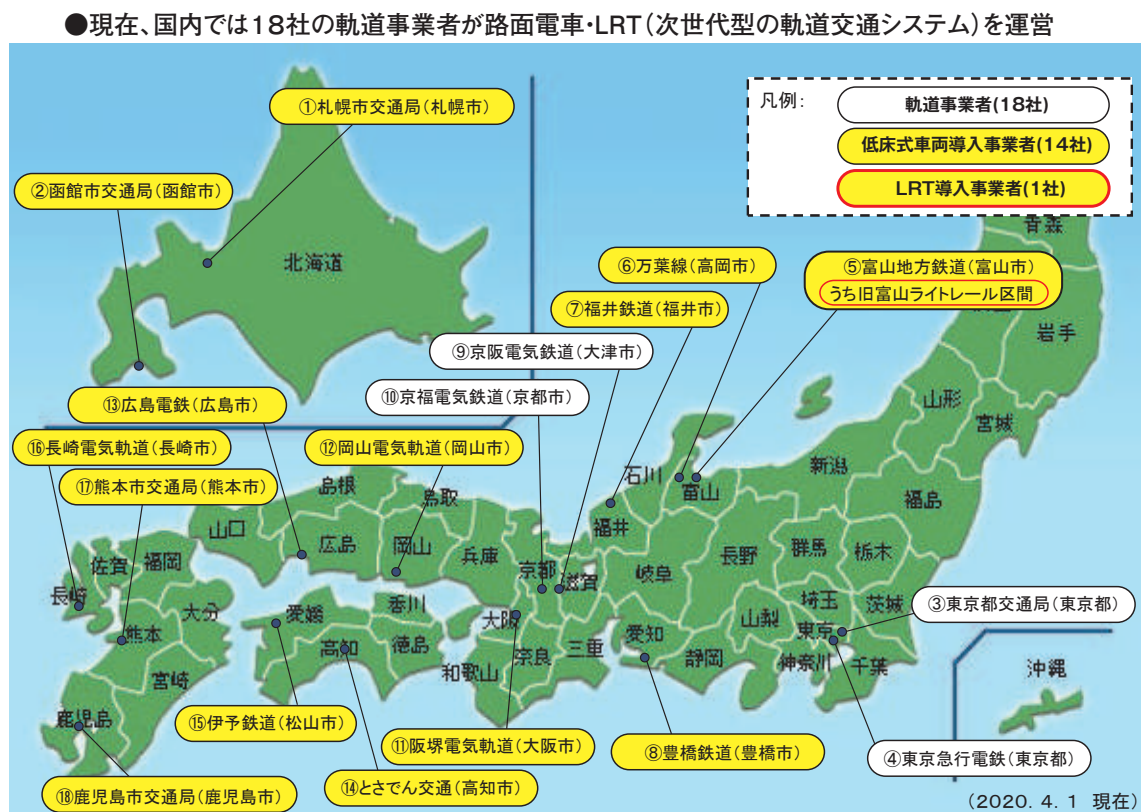 ●現在、国内では18社の軌道事業者が路面電車・LRT(次世代型の軌道交通システム)を運営
凡例：
軌道事業者(18社)
低床式車両導入事業者(14社)
LRT導入事業者(1社)
①札幌市交通局(札幌市)
②函館市交通局(函館市)
北海道
青森
岩手
⑥万葉線(高岡市)
⑤富山地方鉄道(富山市)
うち旧富山ライトレール区間
⑦福井鉄道(福井市)
⑨京阪電気鉄道(大津市)
⑩京福電気鉄道(京都市)
⑬広島電鉄(広島市)
⑯長崎電気軌道(長崎市)
⑫岡山電気軌道(岡山市)
⑰熊本市交通局(熊本市)
山形
宮城
新潟
福島
石川
富山
福井
島根
鳥取
山口
広島
岡山
兵庫
京都
滋賀
岐阜
長野
群馬
栃木
佐賀
福岡
長崎
大分
熊本
宮崎
鹿児島
愛媛
香川
高知
徳島
大阪
奈良
和歌山
三重
愛知
静岡
山梨
埼玉
東京
茨城
神奈川
千葉
沖縄
③東京都交通局(東京都)
④東京急行電鉄(東京都)
⑮伊予鉄道(松山市)
⑪阪堺電気軌道(大阪市)
⑧豊橋鉄道(豊橋市)
⑭とさでん交通(高知市)
⑱鹿児島市交通局(鹿児島市)
(2020. 4. 1 現在)